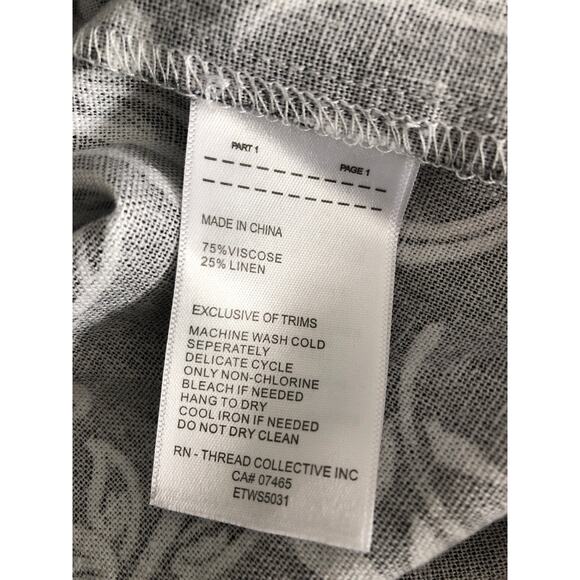 PART 1 PAGE 1
MADE IN CHINA
75%VISCOSE
25% LINEN
EXCLUSIVE OF TRIMS
MACHINE WASH COLD
SEPERATELY
DELICATE CYCLE
ONLY NON-CHLORINE
BLEACH IF NEEDED
HANG TO DRY
COOL IRON IF NEEDED
DO NOT DRY CLEAN
RN - THREAD COLLECTIVE INC
CA# 07465
ETWS5031